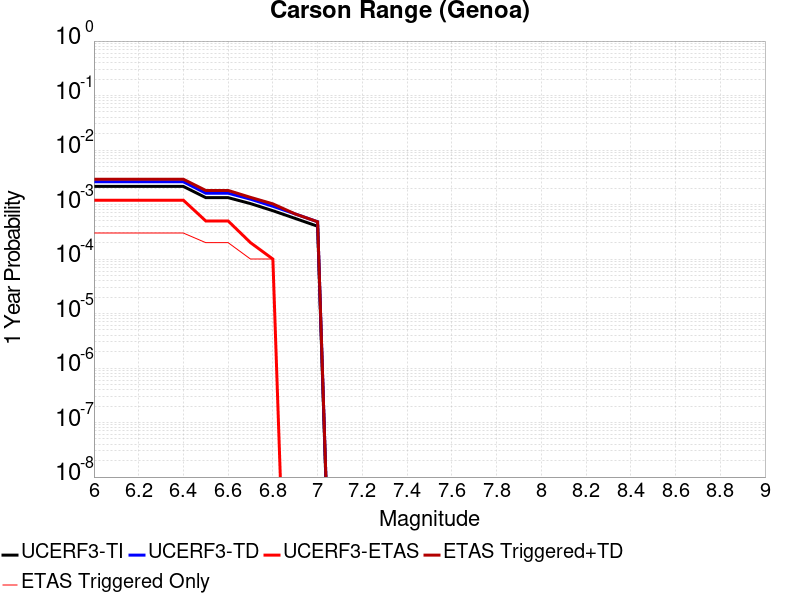 Carson Range (Genoa)
10^0
10^-1
10^-2
10^-3
10^-4
10^-5
10^-6
10^-7
10^-8
1 Year Probability
6 6.2 6.4 6.6 6.8 7 7.2 7.4 7.6 7.8 8 8.2 8.4 8.6 8.8 9
Magnitude
UCERF3-TI UCERF3-TD UCERF3-ETAS ETAS Triggered+TD
ETAS Triggered Only